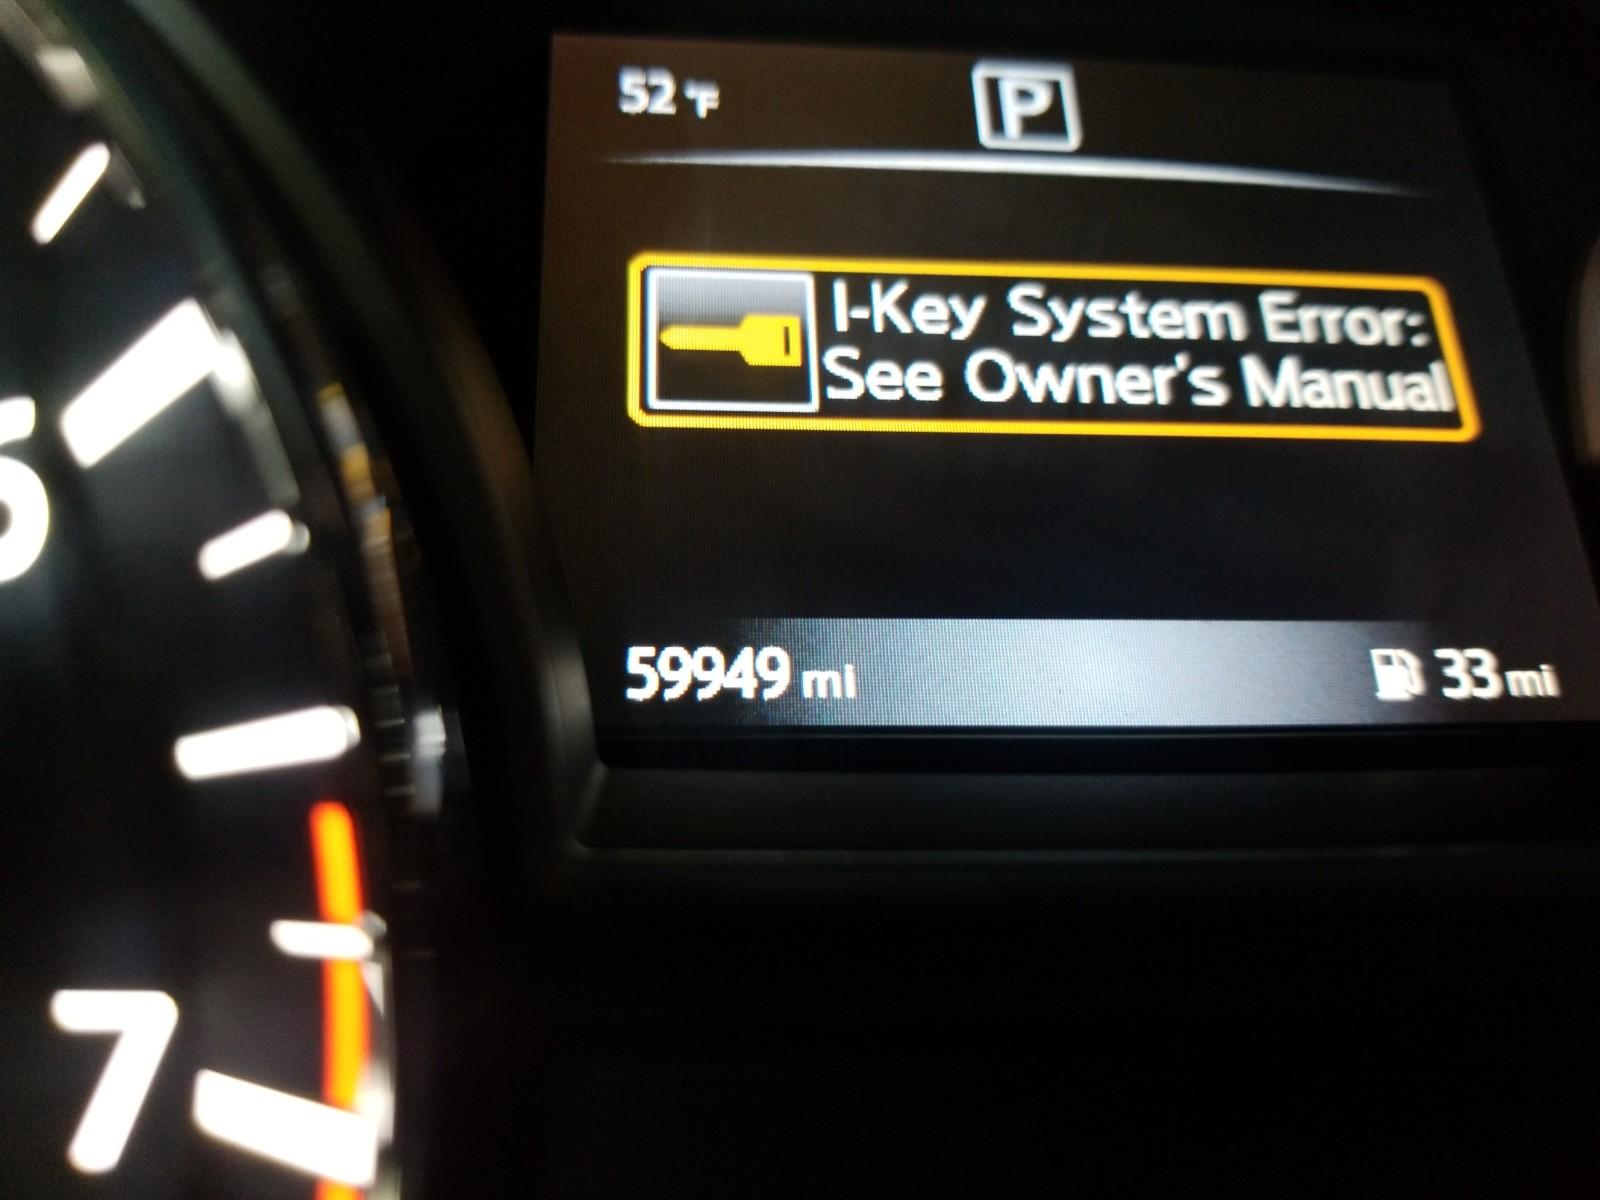 52 °F
P
I-Key System Error:
See Owner's Manual
59949 mi
33 mi
7